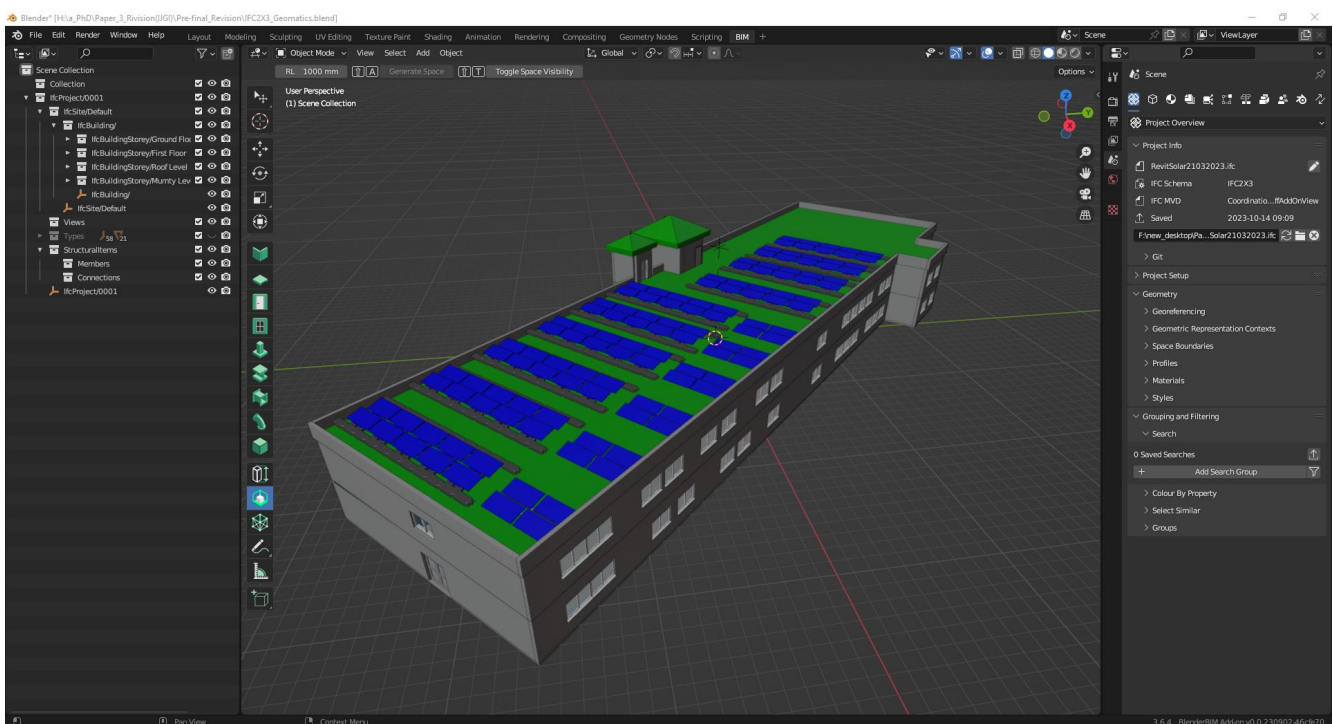 Blender* [H:\a_PhD\Paper_3_Rivision(IJGI)\Pre-final_Revision\IFC2X3_Geomatics.blend]
File Edit Render Window Help Layout Modeling Sculpting UV Editing Texture Paint Shading Animation Rendering Compositing Geometry Nodes Scripting BIM + Scene ViewLayer
Object Mode View Select Add Object Global
RL 1000 mm A Generate Space T Toggle Space Visibility Options
User Perspective
(1) Scene Collection
Scene Collection
Collection
IfcProject/0001
IfcSite/Default
IfcBuilding/
IfcBuildingStorey/Ground Floo
IfcBuildingStorey/First Floor
IfcBuildingStorey/Roof Level
IfcBuildingStorey/Mumty Lev
IfcBuilding/
IfcSite/Default
Views
Types 58 21
StructuralItems
Members
Connections
IfcProject/0001
Z
Y
X
Scene
Project Overview
Project Info
RevitSolar21032023.ifc
IFC Schema IFC2X3
IFC MVD Coordinatio...ffAddOnView
Saved 2023-10-14 09:09
F:\new_desktop\Pa...Solar21032023.ifc
Git
Project Setup
Geometry
Georeferencing
Geometric Representation Contexts
Space Boundaries
Profiles
Materials
Styles
Grouping and Filtering
Search
0 Saved Searches
+ Add Search Group
Colour By Property
Select Similar
Groups
Pan View Context Menu 3.6.4 BlenderBIM Add-on v0.0.230902-46cfe70